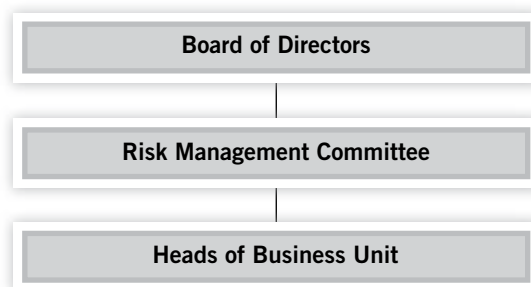 Board of Directors
Risk Management Committee
Heads of Business Unit